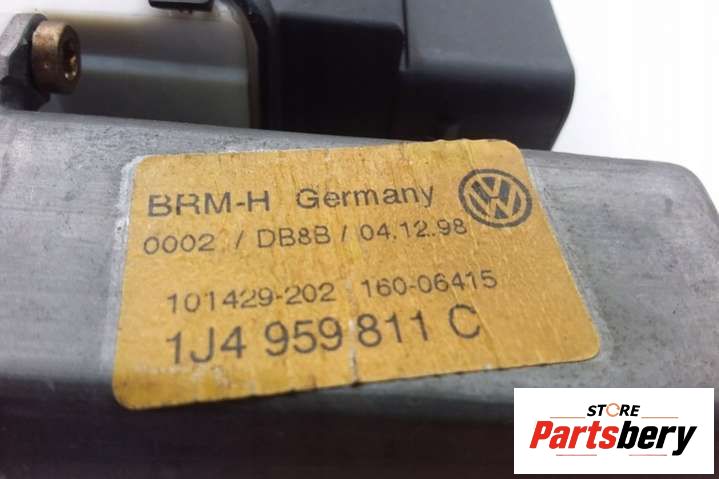 BRM-H Germany
0002 / DB8B / 04.12.98
101429-202 160-06415
1J4 959 811 C
STORE
Partsbery